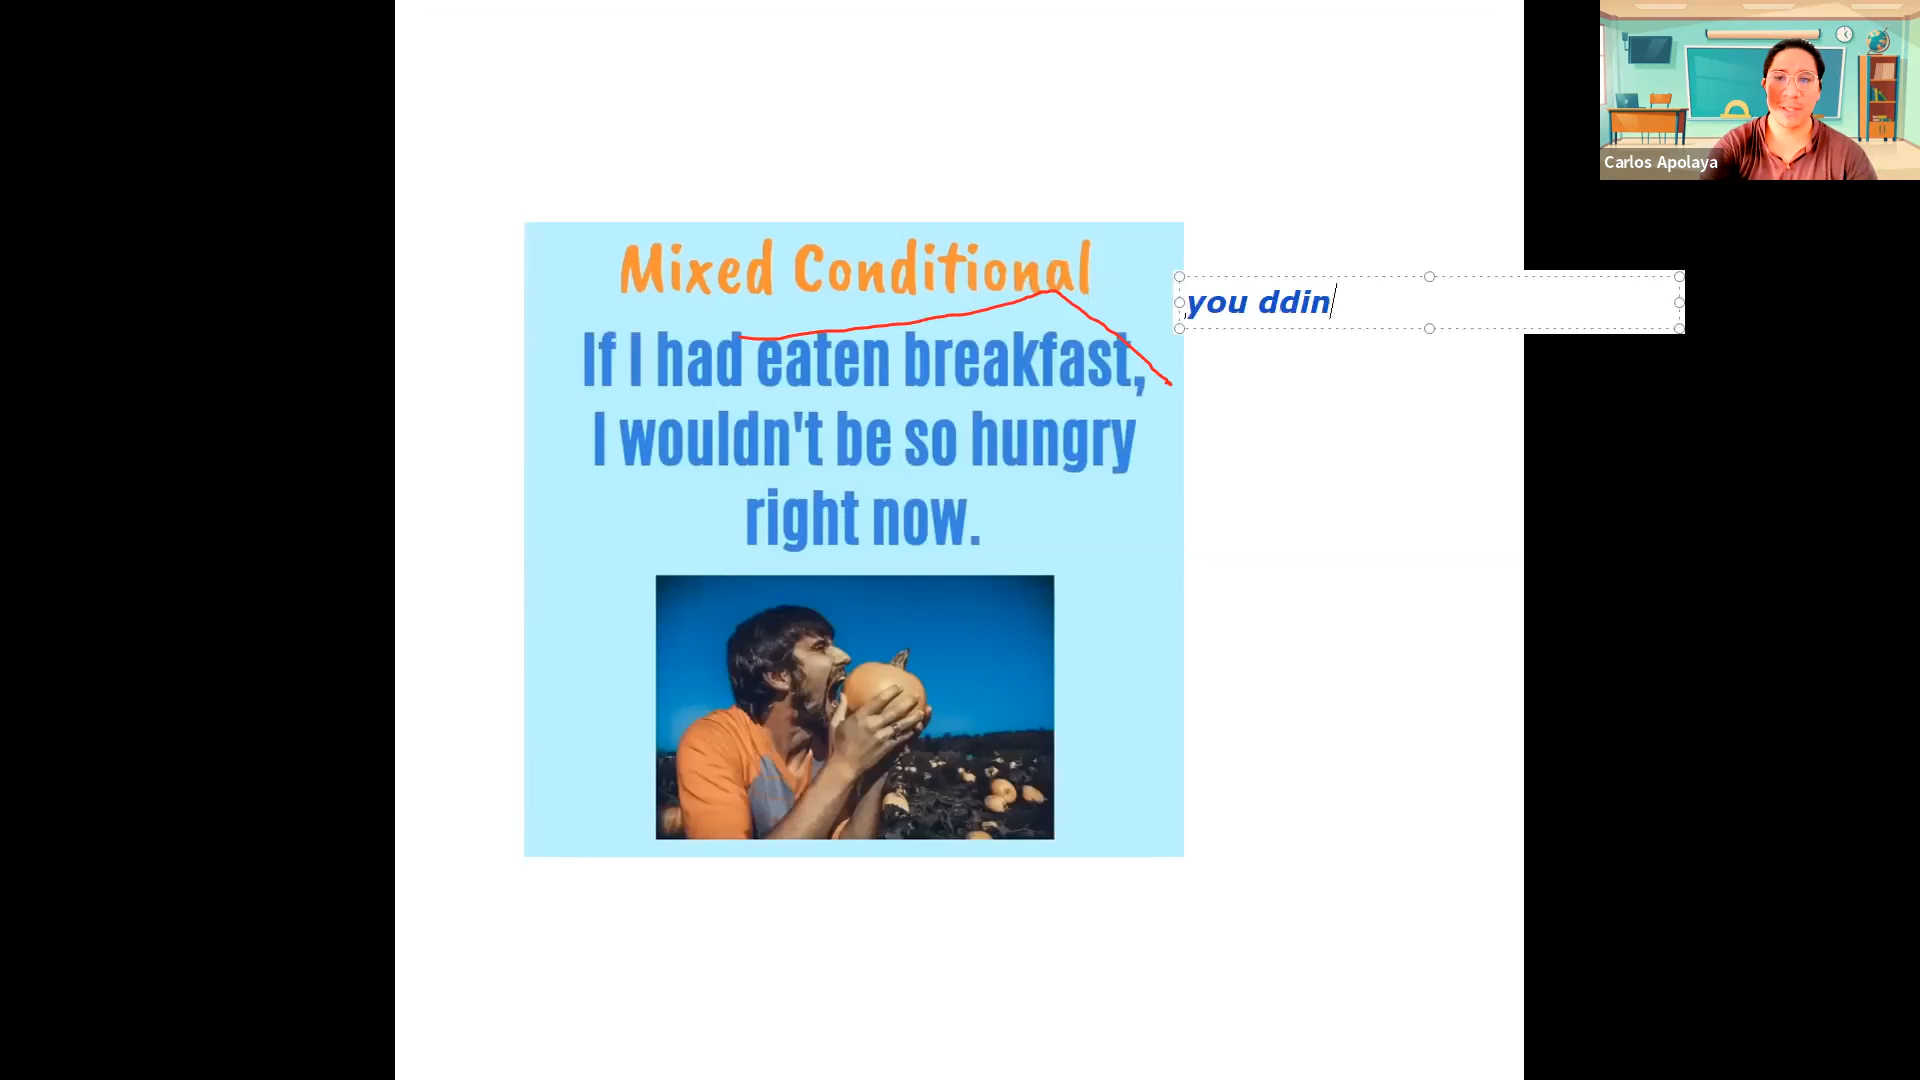 Carlos Apolaya
Mixed Conditional
you ddin
If I had eaten breakfast,
I wouldn't be so hungry
right now.